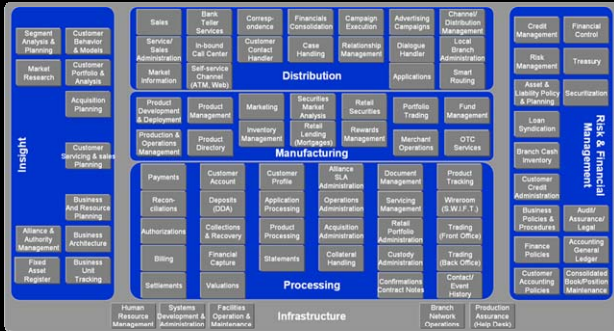 Segment
Analysis &
Planning
Customer
Behavior
& Models
Market
Research
Customer
Portfolio &
Analysis
Acquisition
Planning
Customer
Servicing & sales
Planning
Business
And Resource
Planning
Alliance &
Authority
Management
Business
Architecture
Fixed
Asset
Register
Business
Unit
Tracking
Insight
Sales
Bank
Teller
Services
Corresp-
ondence
Financials
Consolidation
Campaign
Execution
Advertising
Campaigns
Channel/
Distribution
Management
Service/
Sales
Administration
In-bound
Call Center
Customer
Contact
Handler
Case
Handling
Relationship
Management
Dialogue
Handler
Local
Branch
Administration
Market
Information
Self-service
Channel
(ATM, Web)
Applications
Smart
Routing
Distribution
Product
Development
& Deployment
Product
Management
Marketing
Securities
Market
Analysis
Retail
Securities
Portfolio
Trading
Fund
Management
Production &
Operations
Management
Product
Directory
Inventory
Management
Retail
Lending
(Mortgages)
Rewards
Management
Merchant
Operations
OTC
Services
Manufacturing
Payments
Customer
Account
Customer
Profile
Alliance
SLA
Administration
Document
Management
Product
Tracking
Recon-
ciliations
Deposits
(DDA)
Application
Processing
Operations
Administration
Servicing
Management
Wireroom
(S.W.I.F.T.)
Authorizations
Collections
& Recovery
Product
Processing
Acquisition
Administration
Retail
Portfolio
Administration
Trading
(Front Office)
Billing
Financial
Capture
Statements
Collateral
Handling
Custody
Administration
Trading
(Back Office)
Settlements
Valuations
Confirmations
Contract Notes
Contact/
Event
History
Processing
Credit
Management
Financial
Control
Risk
Management
Treasury
Asset &
Liability Policy
& Planning
Securitization
Loan
Syndication
Branch Cash
Inventory
Customer
Credit
Administration
Business
Policies &
Procedures
Audit/
Assurance/
Legal
Finance
Policies
Accounting
General
Ledger
Customer
Accounting
Policies
Consolidated
Book/Position
Maintenance
Risk & Financial
Management
Human
Resource
Management
Systems
Development &
Administration
Facilities
Operation &
Maintenance
Infrastructure
Branch
Network
Operations
Production
Assurance
(Help Desk)